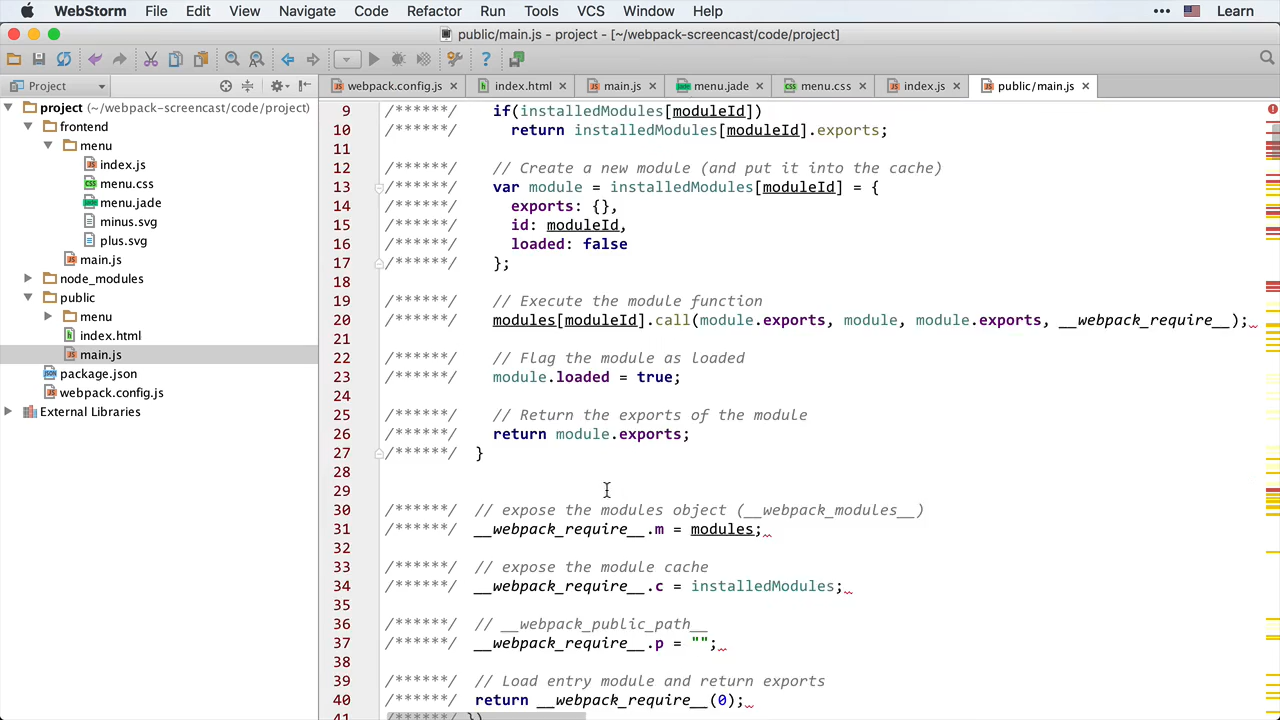 WebStorm File Edit View Navigate Code Refactor Run Tools VCS Window Help ••• Learn
public/main.js - project - [~/webpack-screencast/code/project]
Project
webpack.config.js index.html main.js menu.jade menu.css index.js public/main.js
project (~/webpack-screencast/code/project)
frontend
menu
index.js
menu.css
menu.jade
minus.svg
plus.svg
main.js
node_modules
public
menu
index.html
main.js
package.json
webpack.config.js
External Libraries
9 /******/ if(installedModules[moduleId])
10 /******/ return installedModules[moduleId].exports;
11
12 /******/ // Create a new module (and put it into the cache)
13 /******/ var module = installedModules[moduleId] = {
14 /******/ exports: {},
15 /******/ id: moduleId,
16 /******/ loaded: false
17 /******/ };
18
19 /******/ // Execute the module function
20 /******/ modules[moduleId].call(module.exports, module, module.exports, __webpack_require__);
21
22 /******/ // Flag the module as loaded
23 /******/ module.loaded = true;
24
25 /******/ // Return the exports of the module
26 /******/ return module.exports;
27 /******/ }
28
29
30 /******/ // expose the modules object (__webpack_modules__)
31 /******/ __webpack_require__.m = modules;
32
33 /******/ // expose the module cache
34 /******/ __webpack_require__.c = installedModules;
35
36 /******/ // __webpack_public_path__
37 /******/ __webpack_require__.p = "";
38
39 /******/ // Load entry module and return exports
40 /******/ return __webpack_require__(0);
41 /******/ })